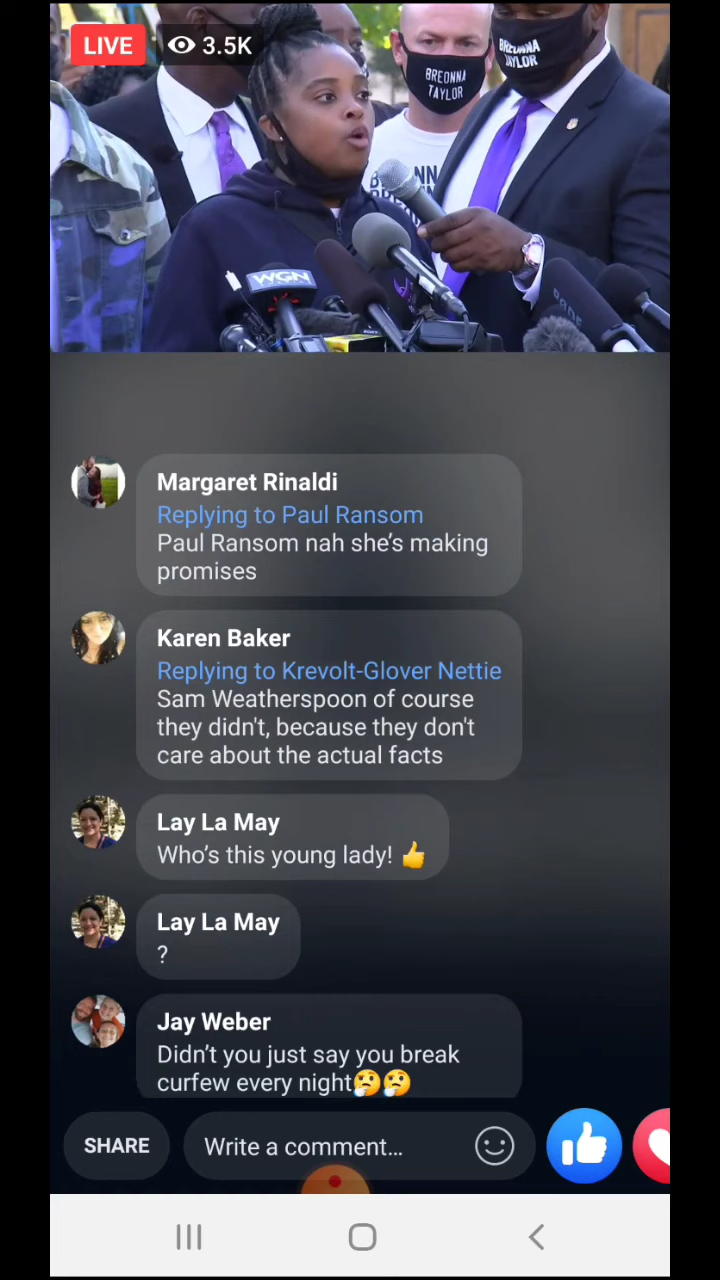 LIVE
3.5K
BREONNA
TAYLOR
BREONNA
TAYLOR
WGN
Margaret Rinaldi
Replying to Paul Ransom
Paul Ransom nah she's making
promises
Karen Baker
Replying to Krevolt-Glover Nettie
Sam Weatherspoon of course
they didn't, because they don't
care about the actual facts
Lay La May
Who's this young lady! 👍
Lay La May
?
Jay Weber
Didn't you just say you break
curfew every night🤔🤔
SHARE
Write a comment...